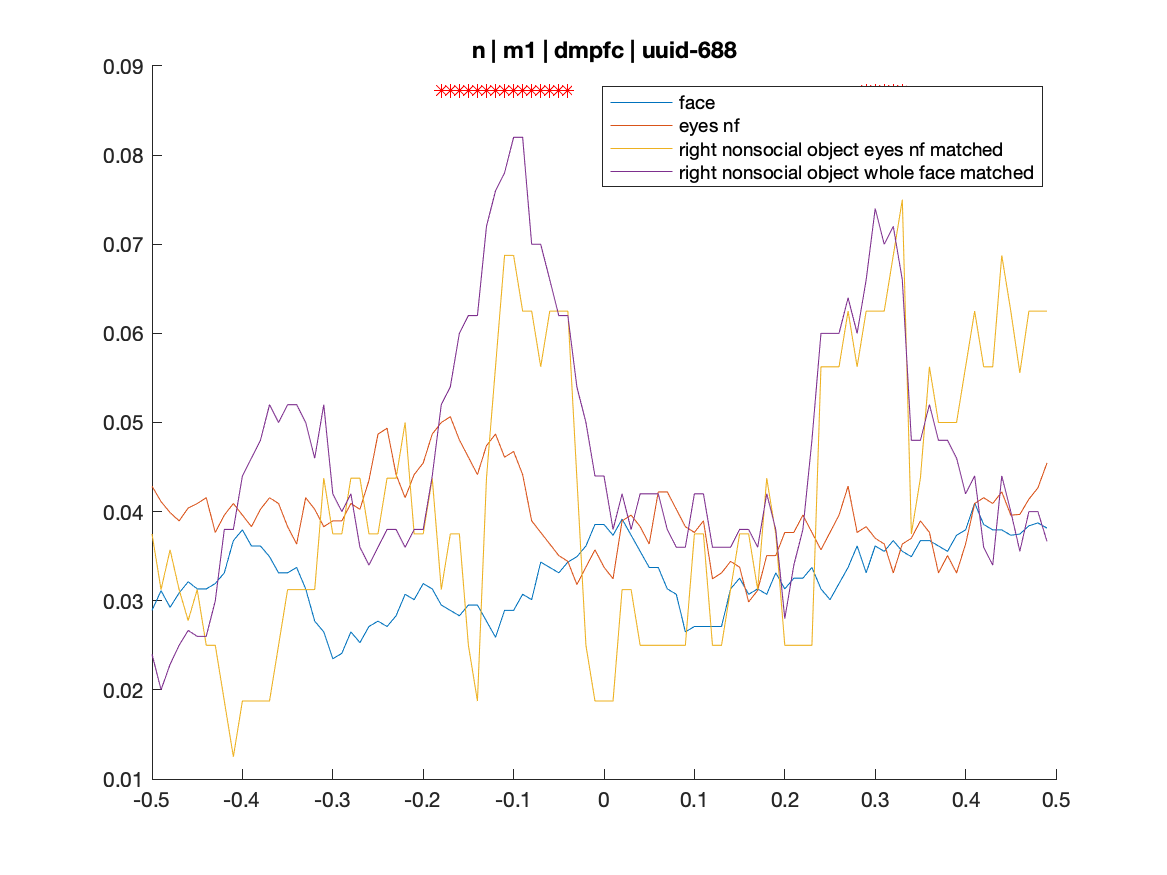 n | m1 | dmpfc | uuid-688
0.09
0.08
0.07
0.06
0.05
0.04
0.03
0.02
0.01
face
eyes nf
right nonsocial object eyes nf matched
right nonsocial object whole face matched
-0.5 -0.4 -0.3 -0.2 -0.1 0 0.1 0.2 0.3 0.4 0.5